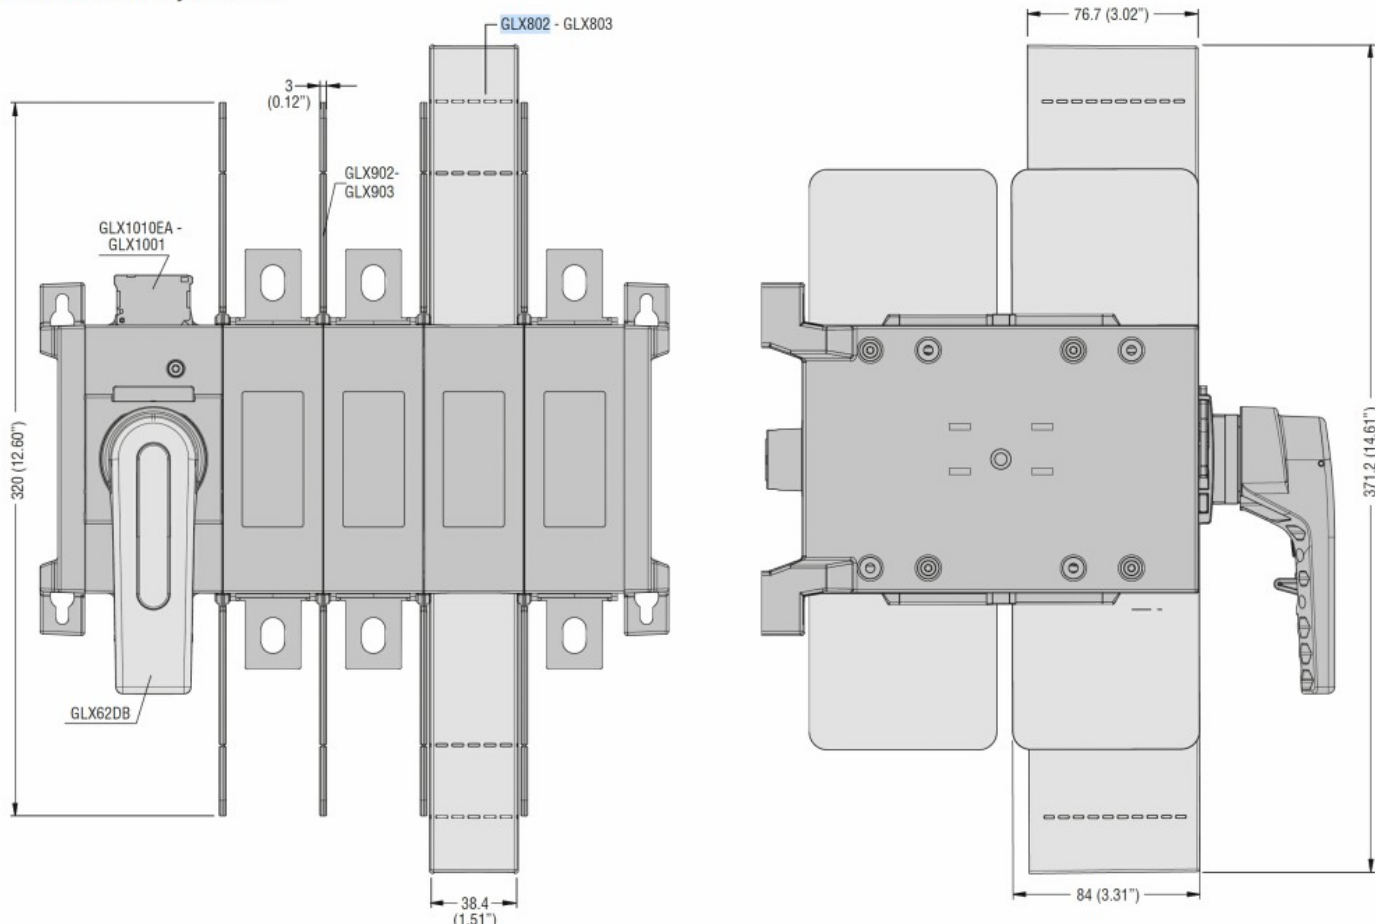 GLX802 - GLX803
76.7 (3.02")
3
(0.12")
GLX902-
GLX903
GLX1010EA -
GLX1001
320 (12.60")
371.2 (14.61")
GLX62DB
38.4
(1.51")
84 (3.31")